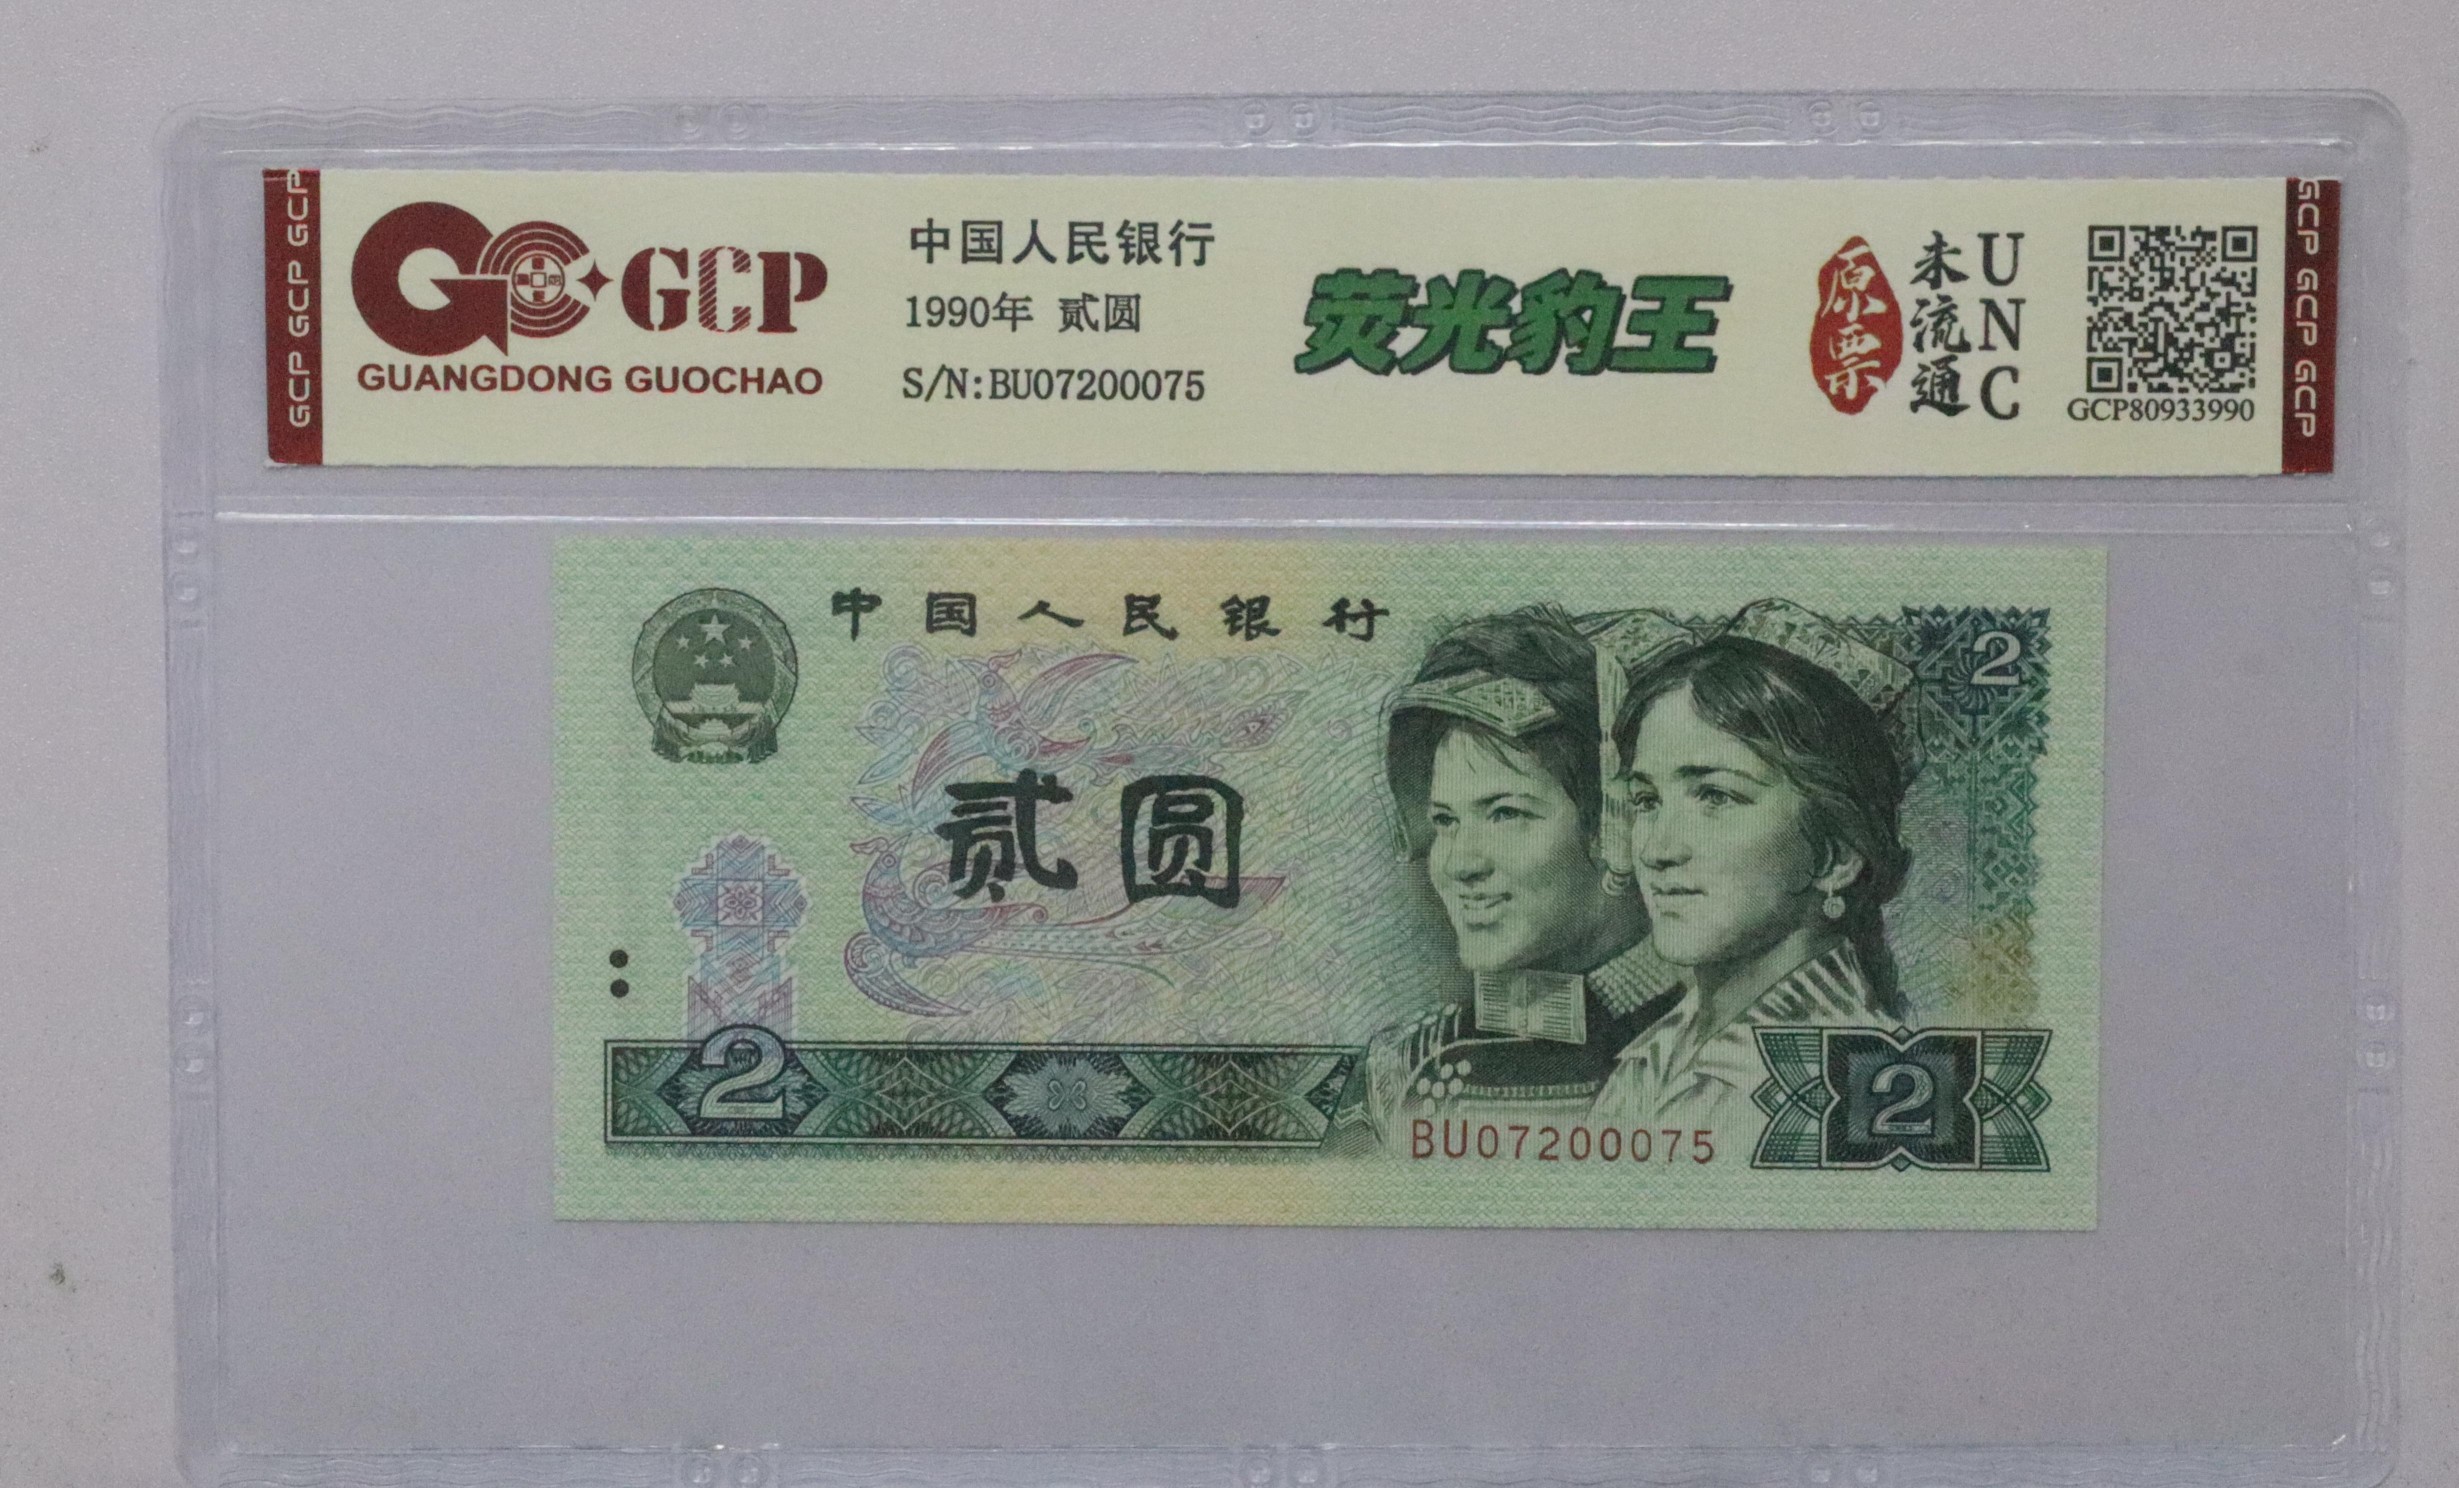 GCP GCP GCP
GCP
GUANGDONG GUOCHAO
中国人民银行
1990年 贰圆
S/N:BU07200075
荧光豹王
原票
未流通
UNC
GCP80933990
GCP GCP GCP
中国人民银行
2
贰圆
2
BU07200075
2